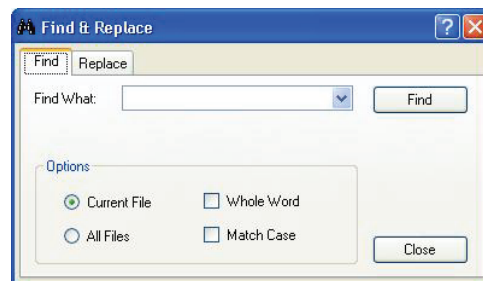 Find & Replace
Find Replace
Find What: Find
Options
Current File Whole Word
All Files Match Case
Close